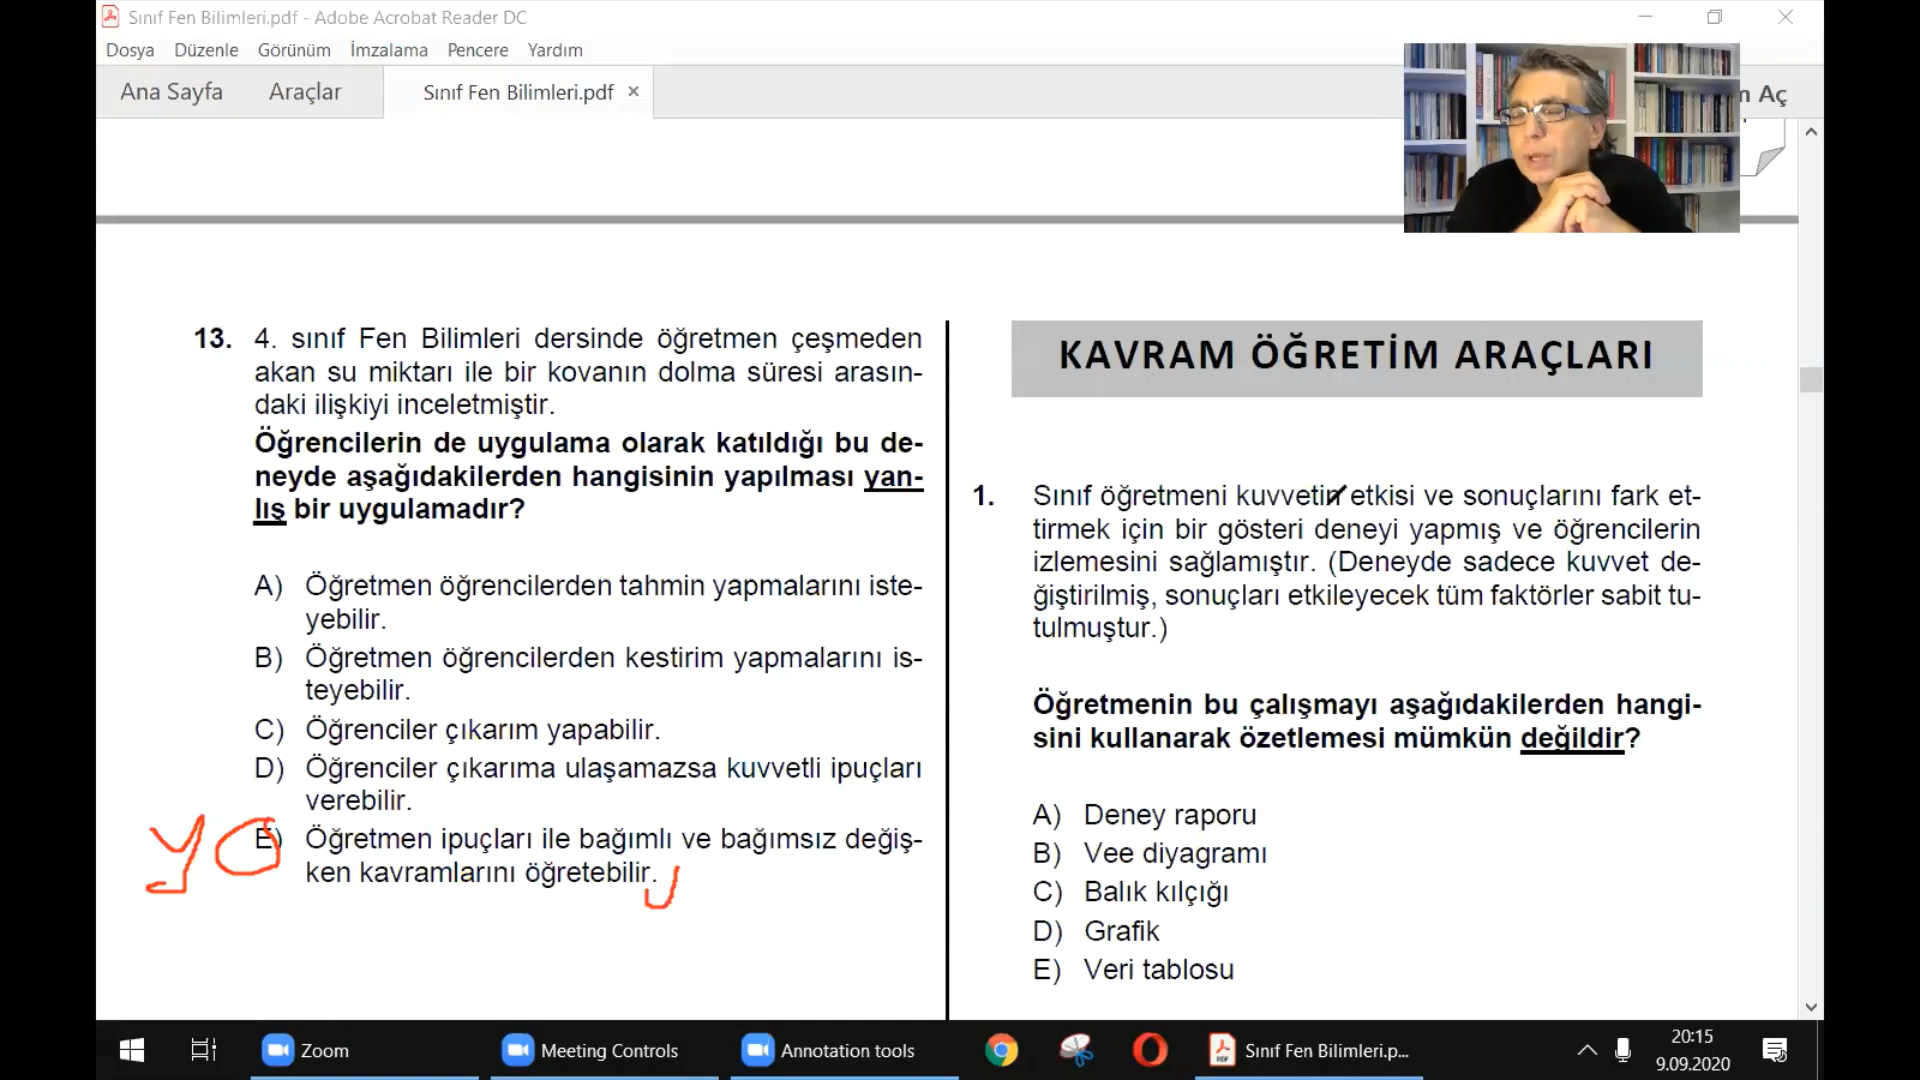 Sınıf Fen Bilimleri.pdf - Adobe Acrobat Reader DC
Dosya Düzenle Görünüm İmzalama Pencere Yardım
Ana Sayfa Araçlar Sınıf Fen Bilimleri.pdf × Aç
13. 4. sınıf Fen Bilimleri dersinde öğretmen çeşmeden
akan su miktarı ile bir kovanın dolma süresi arasın-
daki ilişkiyi inceletmiştir.
Öğrencilerin de uygulama olarak katıldığı bu de-
neyde aşağıdakilerden hangisinin yapılması yan-
lış bir uygulamadır?
A) Öğretmen öğrencilerden tahmin yapmalarını iste-
yebilir.
B) Öğretmen öğrencilerden kestirim yapmalarını is-
teyebilir.
C) Öğrenciler çıkarım yapabilir.
D) Öğrenciler çıkarıma ulaşamazsa kuvvetli ipuçları
verebilir.
E) Öğretmen ipuçları ile bağımlı ve bağımsız değiş-
ken kavramlarını öğretebilir.
KAVRAM ÖĞRETİM ARAÇLARI
1. Sınıf öğretmeni kuvvetin etkisi ve sonuçlarını fark et-
tirmek için bir gösteri deneyi yapmış ve öğrencilerin
izlemesini sağlamıştır. (Deneyde sadece kuvvet de-
ğiştirilmiş, sonuçları etkileyecek tüm faktörler sabit tu-
tulmuştur.)
Öğretmenin bu çalışmayı aşağıdakilerden hangi-
sini kullanarak özetlemesi mümkün değildir?
A) Deney raporu
B) Vee diyagramı
C) Balık kılçığı
D) Grafik
E) Veri tablosu
Zoom Meeting Controls Annotation tools Sınıf Fen Bilimleri.p... 20:15
9.09.2020